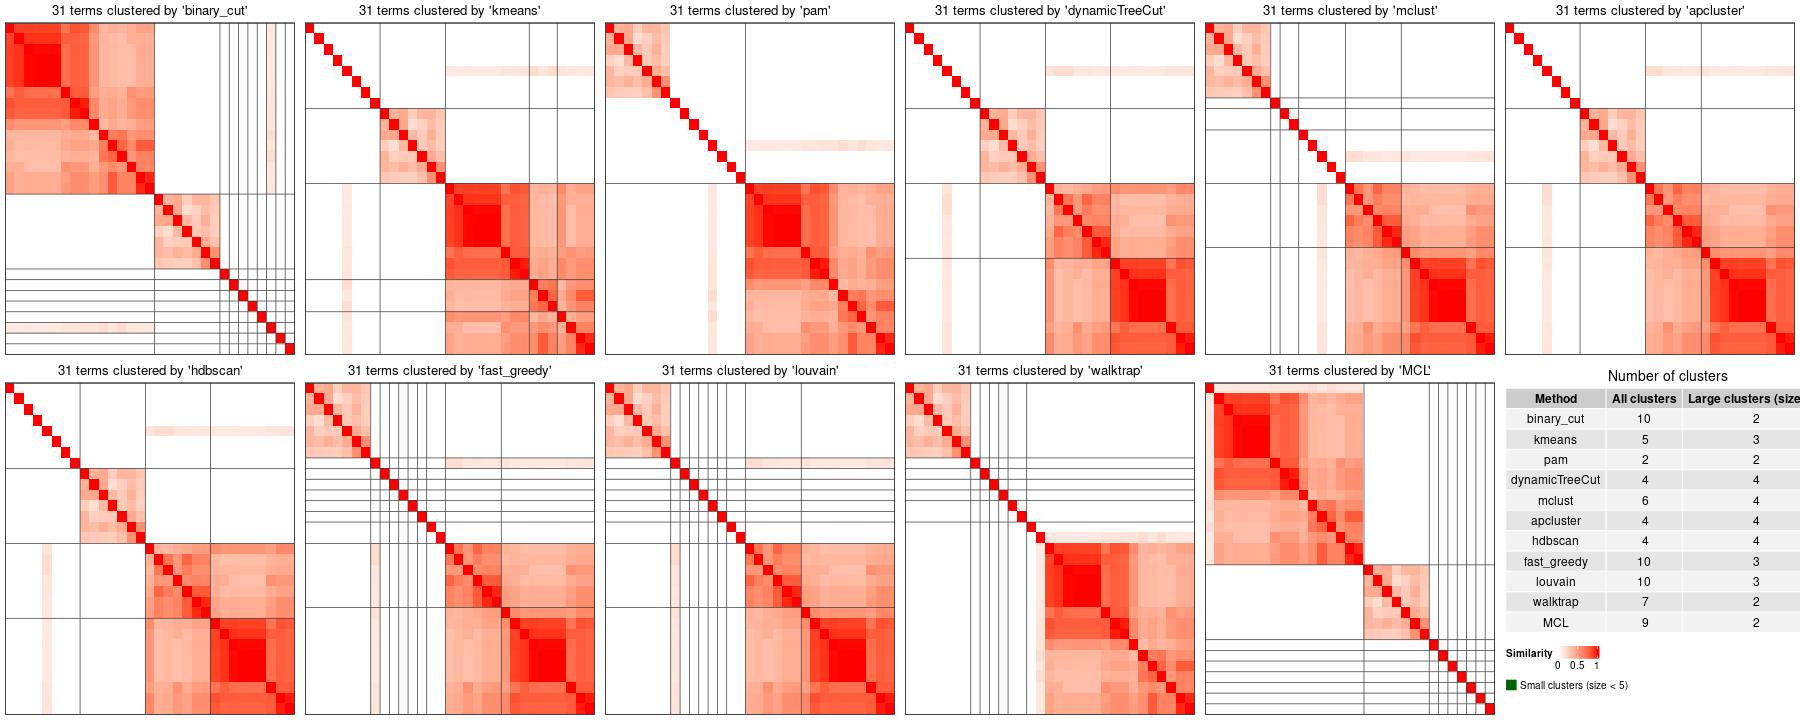 31 terms clustered by 'binary_cut'
31 terms clustered by 'kmeans'
31 terms clustered by 'pam'
31 terms clustered by 'dynamicTreeCut'
31 terms clustered by 'mclust'
31 terms clustered by 'apcluster'
31 terms clustered by 'hdbscan'
31 terms clustered by 'fast_greedy'
31 terms clustered by 'louvain'
31 terms clustered by 'walktrap'
31 terms clustered by 'MCL'
Number of clusters
Method All clusters Large clusters (size
binary_cut 10 2
kmeans 5 3
pam 2 2
dynamicTreeCut 4 4
mclust 6 4
apcluster 4 4
hdbscan 4 4
fast_greedy 10 3
louvain 10 3
walktrap 7 2
MCL 9 2
Similarity
0 0.5 1
Small clusters (size < 5)